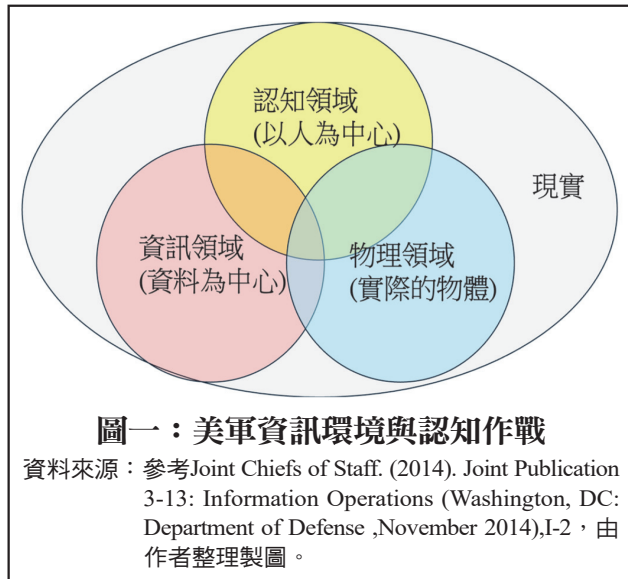 認知領域
(以人為中心)
現實
資訊領域
(資料為中心)
物理領域
(實際的物體)
圖一：美軍資訊環境與認知作戰
資料來源：參考Joint Chiefs of Staff. (2014). Joint Publication
3-13: Information Operations (Washington, DC:
Department of Defense ,November 2014),I-2，由
作者整理製圖。